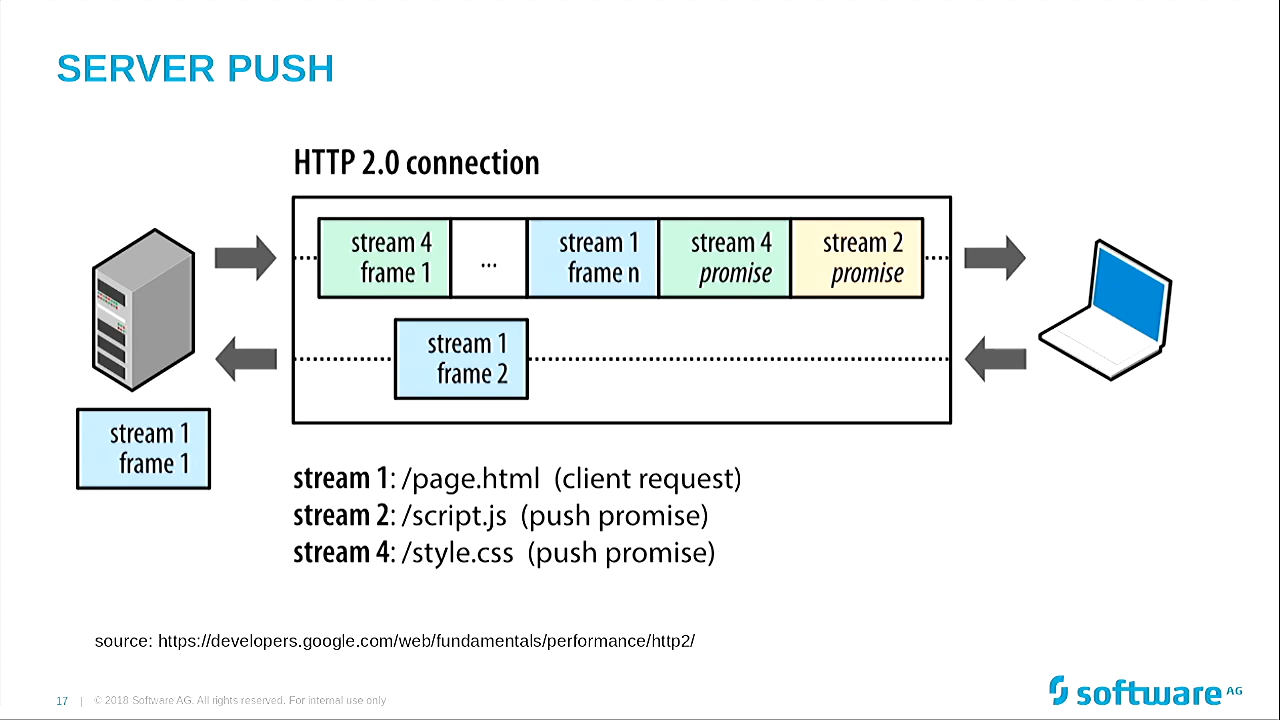 SERVER PUSH
HTTP 2.0 connection
stream 4
frame 1
...
stream 1
frame n
stream 4
promise
stream 2
promise
stream 1
frame 2
stream 1
frame 1
stream 1: /page.html (client request)
stream 2: /script.js (push promise)
stream 4: /style.css (push promise)
source: https://developers.google.com/web/fundamentals/performance/http2/
17 | © 2018 Software AG. All rights reserved. For internal use only
software AG